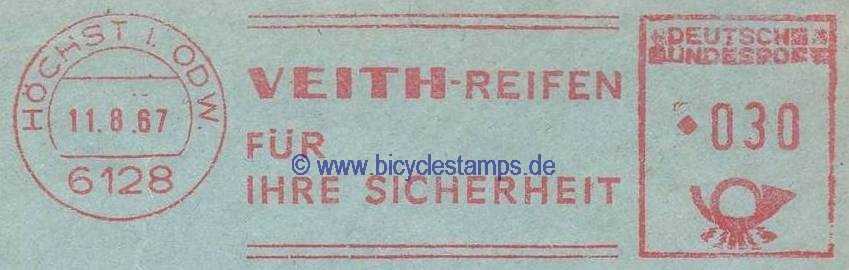 HÖCHST I. ODW.
11.8.67
6128
VEITH-REIFEN
FÜR
© www.bicyclestamps.de
IHRE SICHERHEIT
DEUTSCHE
BUNDESPOST
030